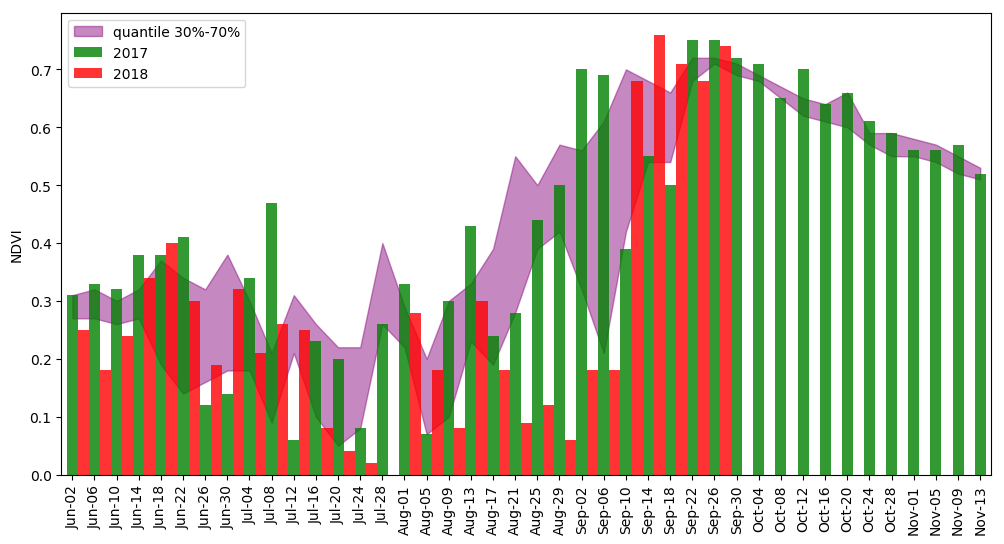 quantile 30%-70%
2017
2018
NDVI
0.7
0.6
0.5
0.4
0.3
0.2
0.1
0.0
Jun-02
Jun-06
Jun-10
Jun-14
Jun-18
Jun-22
Jun-26
Jun-30
Jul-04
Jul-08
Jul-12
Jul-16
Jul-20
Jul-24
Jul-28
Aug-01
Aug-05
Aug-09
Aug-13
Aug-17
Aug-21
Aug-25
Aug-29
Sep-02
Sep-06
Sep-10
Sep-14
Sep-18
Sep-22
Sep-26
Sep-30
Oct-04
Oct-08
Oct-12
Oct-16
Oct-20
Oct-24
Oct-28
Nov-01
Nov-05
Nov-09
Nov-13